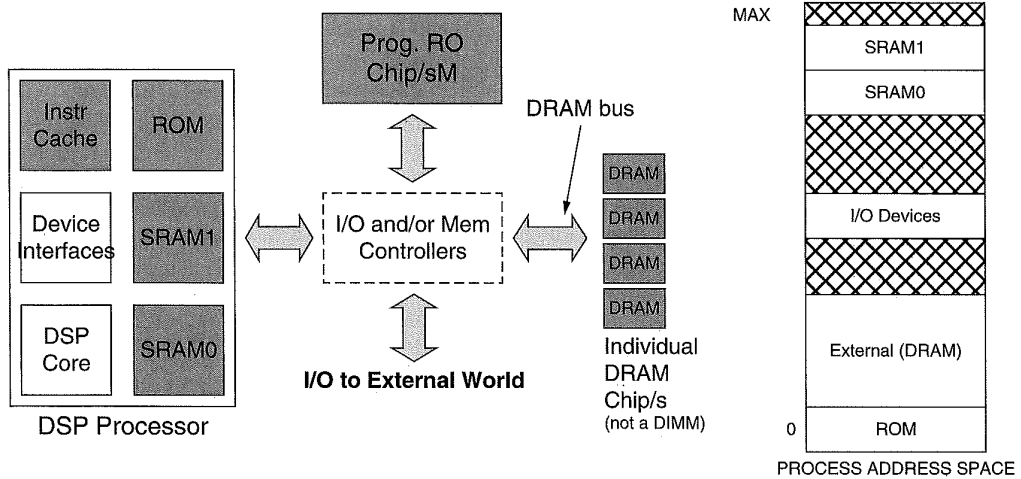 Prog. RO
Chip/sM
Instr
Cache
ROM
Device
Interfaces
SRAM1
DSP
Core
SRAM0
DSP Processor
I/O and/or Mem
Controllers
I/O to External World
DRAM bus
DRAM
DRAM
DRAM
DRAM
Individual
DRAM
Chip/s
(not a DIMM)
MAX
SRAM1
SRAM0
I/O Devices
External (DRAM)
0
ROM
PROCESS ADDRESS SPACE